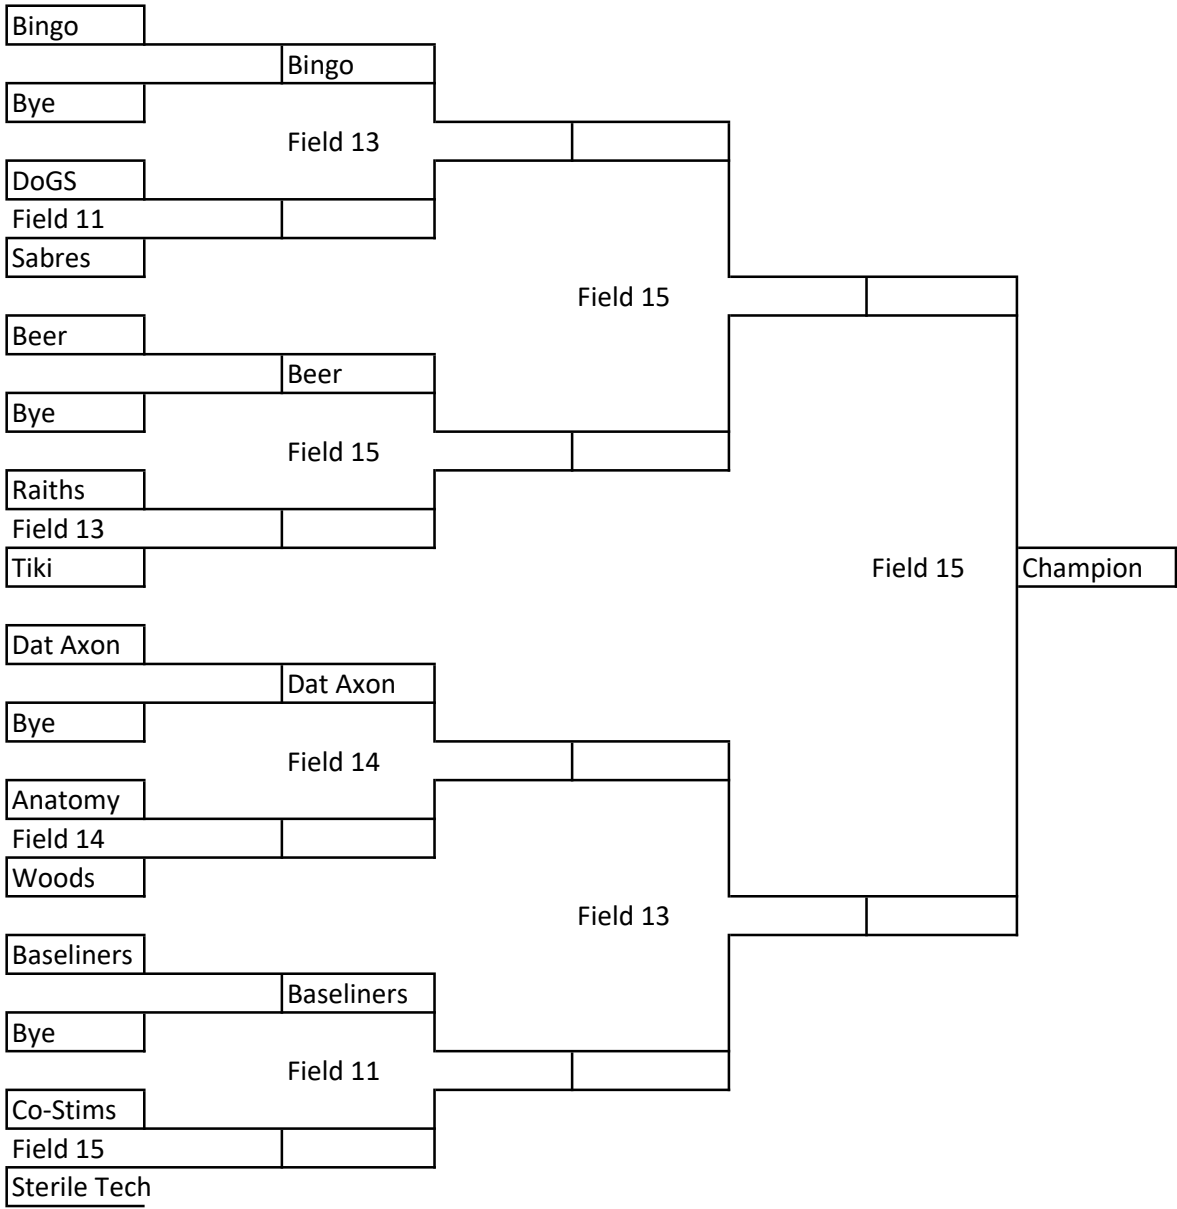 Bingo
Bingo
Bye
Field 13
DoGS
Field 11
Sabres
Field 15
Beer
Beer
Bye
Field 15
Raiths
Field 13
Tiki
Field 15
Champion
Dat Axon
Dat Axon
Bye
Field 14
Anatomy
Field 14
Woods
Field 13
Baseliners
Baseliners
Bye
Field 11
Co-Stims
Field 15
Sterile Tech